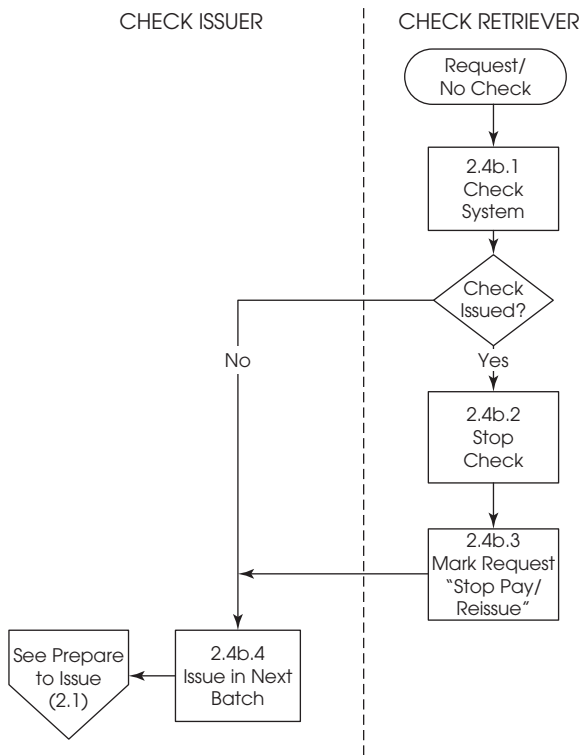 CHECK ISSUER
CHECK RETRIEVER
Request/
No Check
2.4b.1
Check
System
Check
Issued?
No
Yes
2.4b.2
Stop
Check
2.4b.3
Mark Request
“Stop Pay/
Reissue”
See Prepare
to Issue
(2.1)
2.4b.4
Issue in Next
Batch